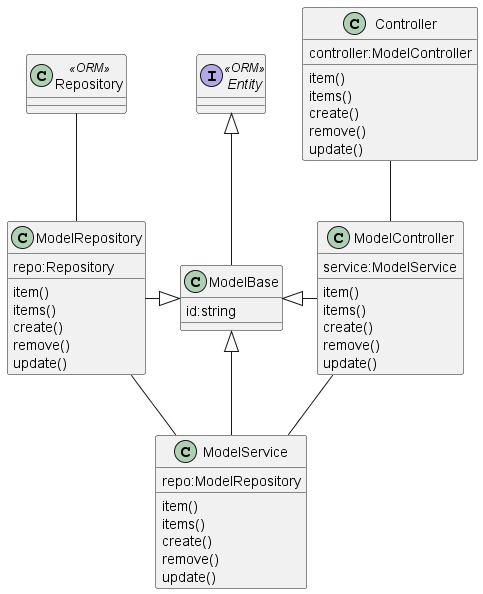 C Controller
controller:ModelController
item()
items()
create()
remove()
update()
C «ORM»
Repository
I «ORM»
Entity
C ModelRepository
repo:Repository
item()
items()
create()
remove()
update()
C ModelBase
id:string
C ModelController
service:ModelService
item()
items()
create()
remove()
update()
C ModelService
repo:ModelRepository
item()
items()
create()
remove()
update()